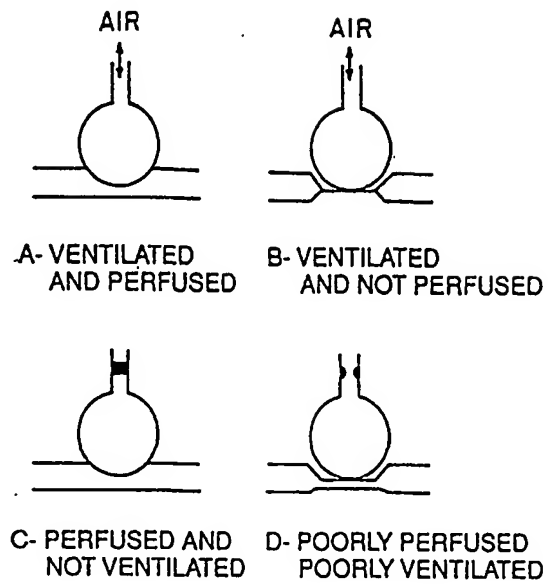 AIR
AIR
A- VENTILATED
AND PERFUSED
B- VENTILATED
AND NOT PERFUSED
C- PERFUSED AND
NOT VENTILATED
D- POORLY PERFUSED
POORLY VENTILATED